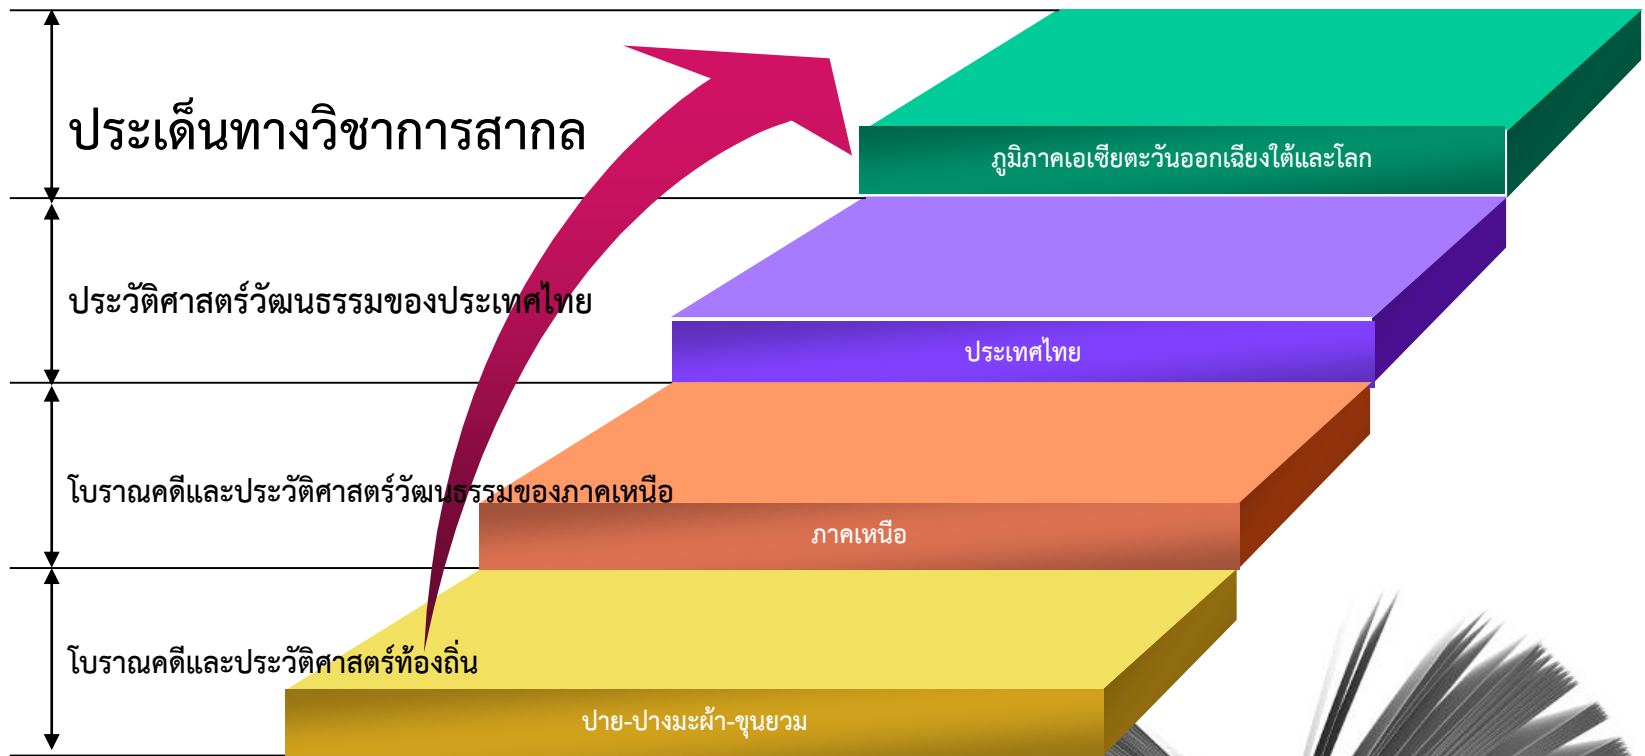 ประเด็นทางวิชาการสากล
ภูมิภาคเอเซียตะวันออกเฉียงใต้และโลก
ประวัติศาสตร์วัฒนธรรมของประเทศไทย
ประเทศไทย
โบราณคดีและประวัติศาสตร์วัฒนธรรมของภาคเหนือ
ภาคเหนือ
โบราณคดีและประวัติศาสตร์ท้องถิ่น
ปาย-ปางมะผ้า-ขุนยวม